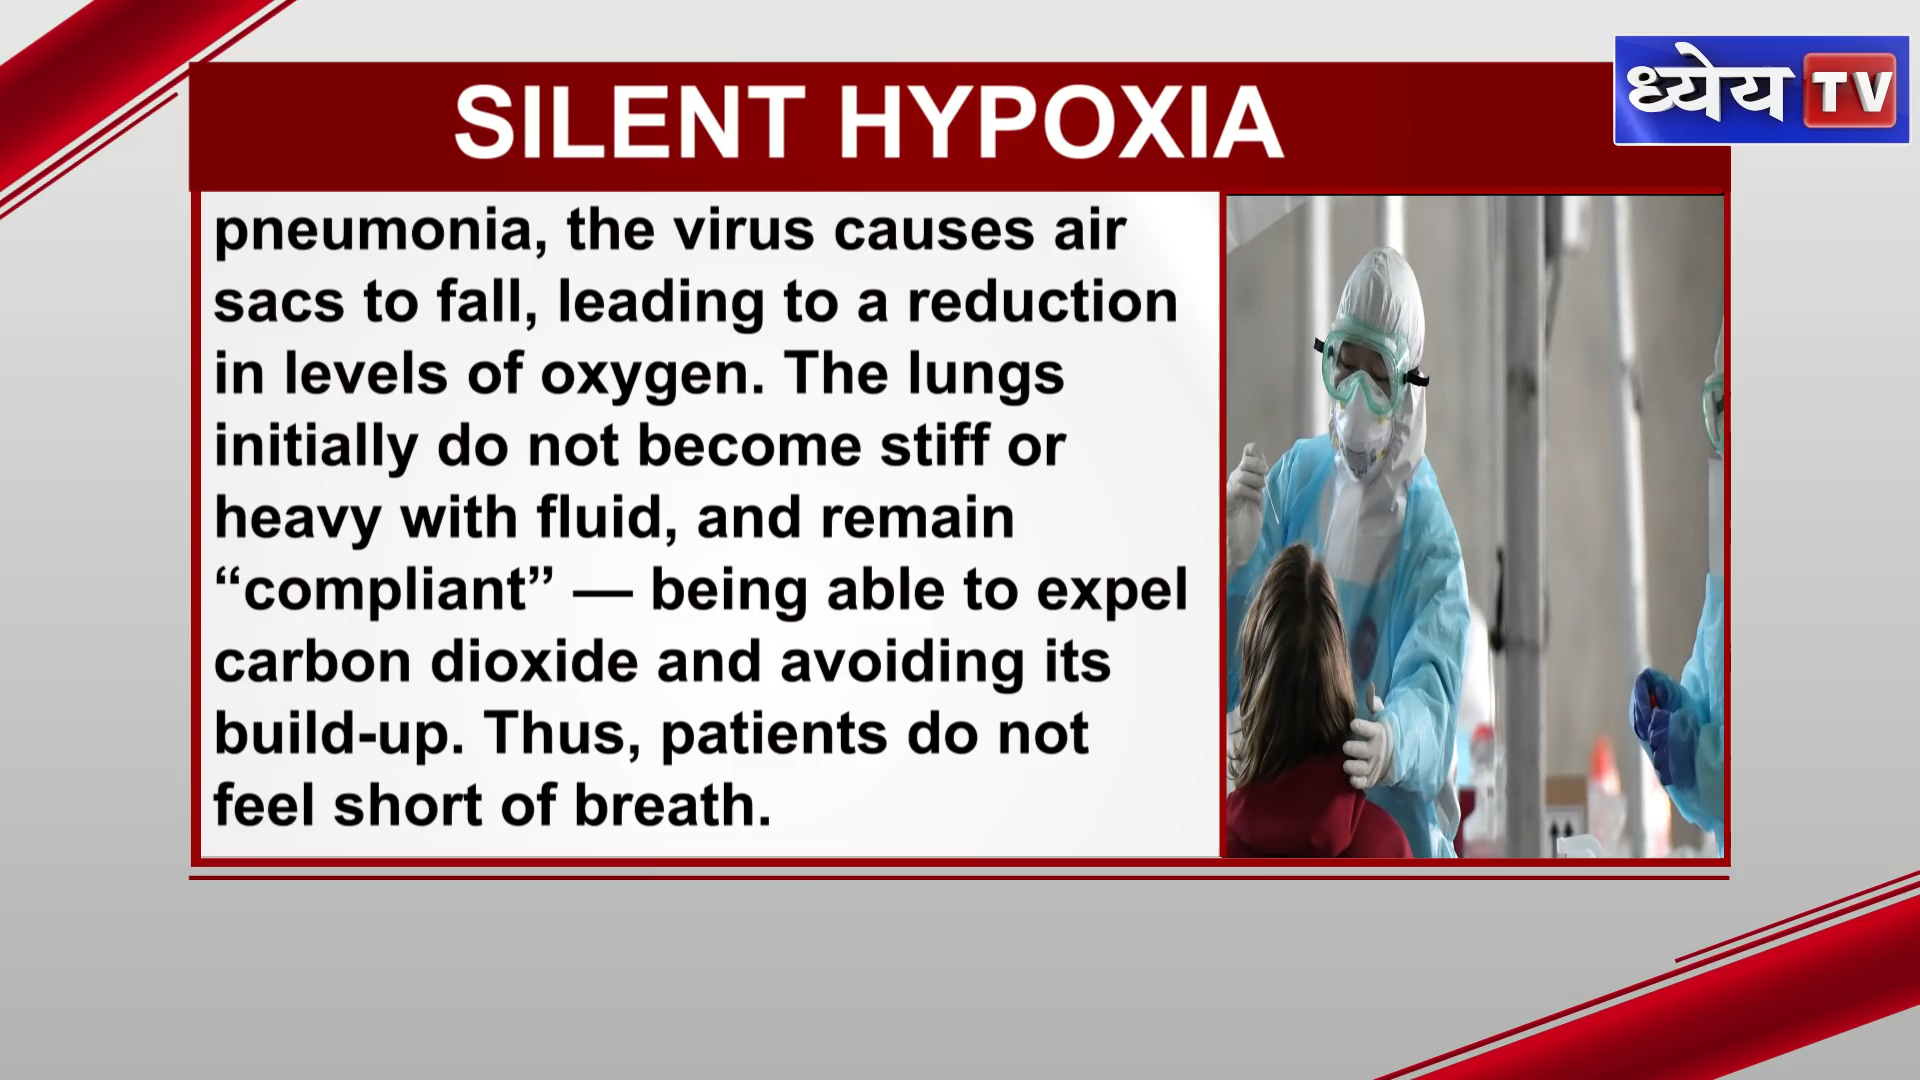 ध्येय TV
SILENT HYPOXIA
pneumonia, the virus causes air
sacs to fall, leading to a reduction
in levels of oxygen. The lungs
initially do not become stiff or
heavy with fluid, and remain
“compliant” — being able to expel
carbon dioxide and avoiding its
build-up. Thus, patients do not
feel short of breath.